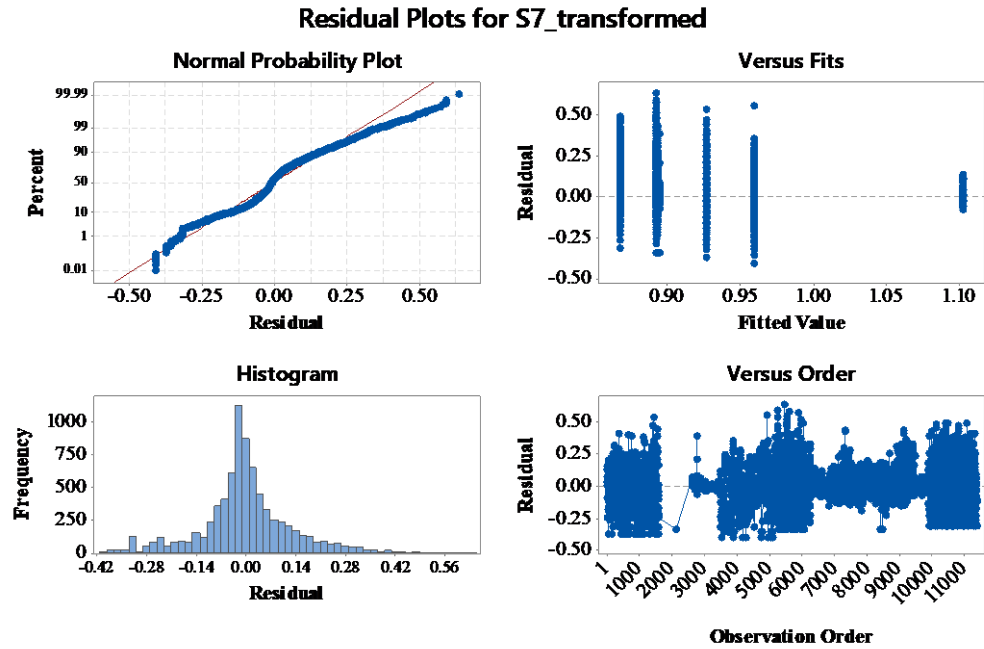 Residual Plots for S7_transformed
Normal Probability Plot
Percent
99.99
99
90
50
10
1
0.01
-0.50 -0.25 0.00 0.25 0.50
Residual
Versus Fits
Residual
0.50
0.25
0.00
-0.25
-0.50
0.90 0.95 1.00 1.05 1.10
Fitted Value
Histogram
Frequency
1000
750
500
250
0
-0.42 -0.28 -0.14 0.00 0.14 0.28 0.42 0.56
Residual
Versus Order
Residual
0.50
0.25
0.00
-0.25
-0.50
1 1000 2000 3000 4000 5000 6000 7000 8000 9000 10000 11000
Observation Order